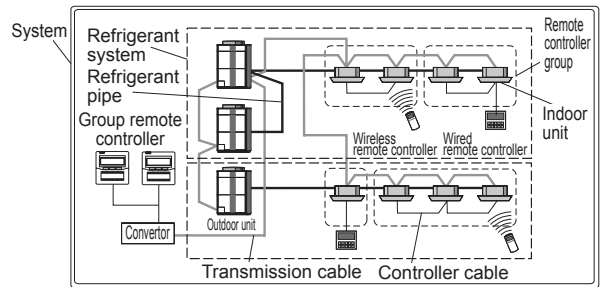 System
Refrigerant
system
Refrigerant
pipe
Group remote
controller
Convertor
Outdoor unit
Wireless
remote controller
Wired
remote controller
Remote
controller
group
Indoor
unit
Transmission cable
Controller cable